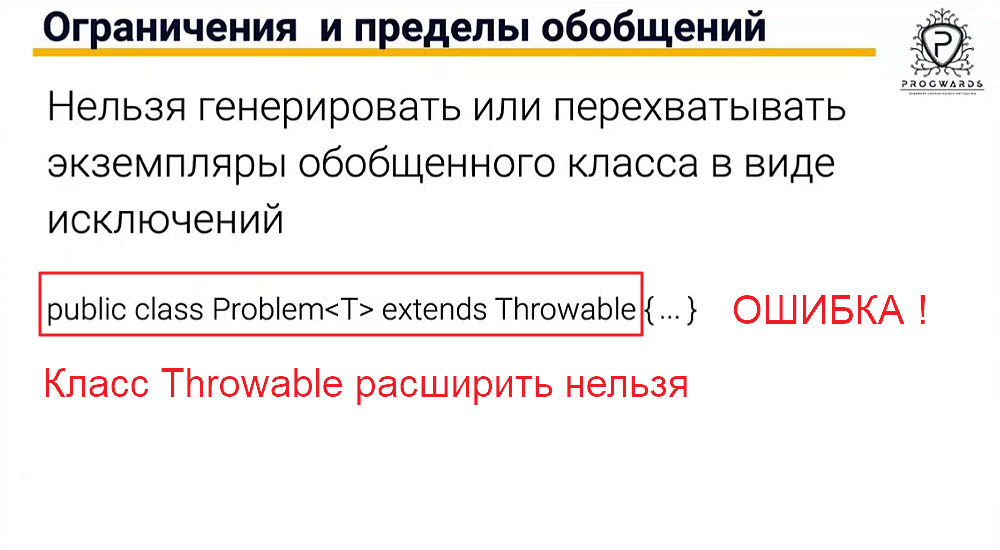 Ограничения и пределы обобщений
PROGWARDS
Нельзя генерировать или перехватывать
экземпляры обобщенного класса в виде
исключений
public class Problem<T> extends Throwable { ... } ОШИБКА !
Класс Throwable расширить нельзя